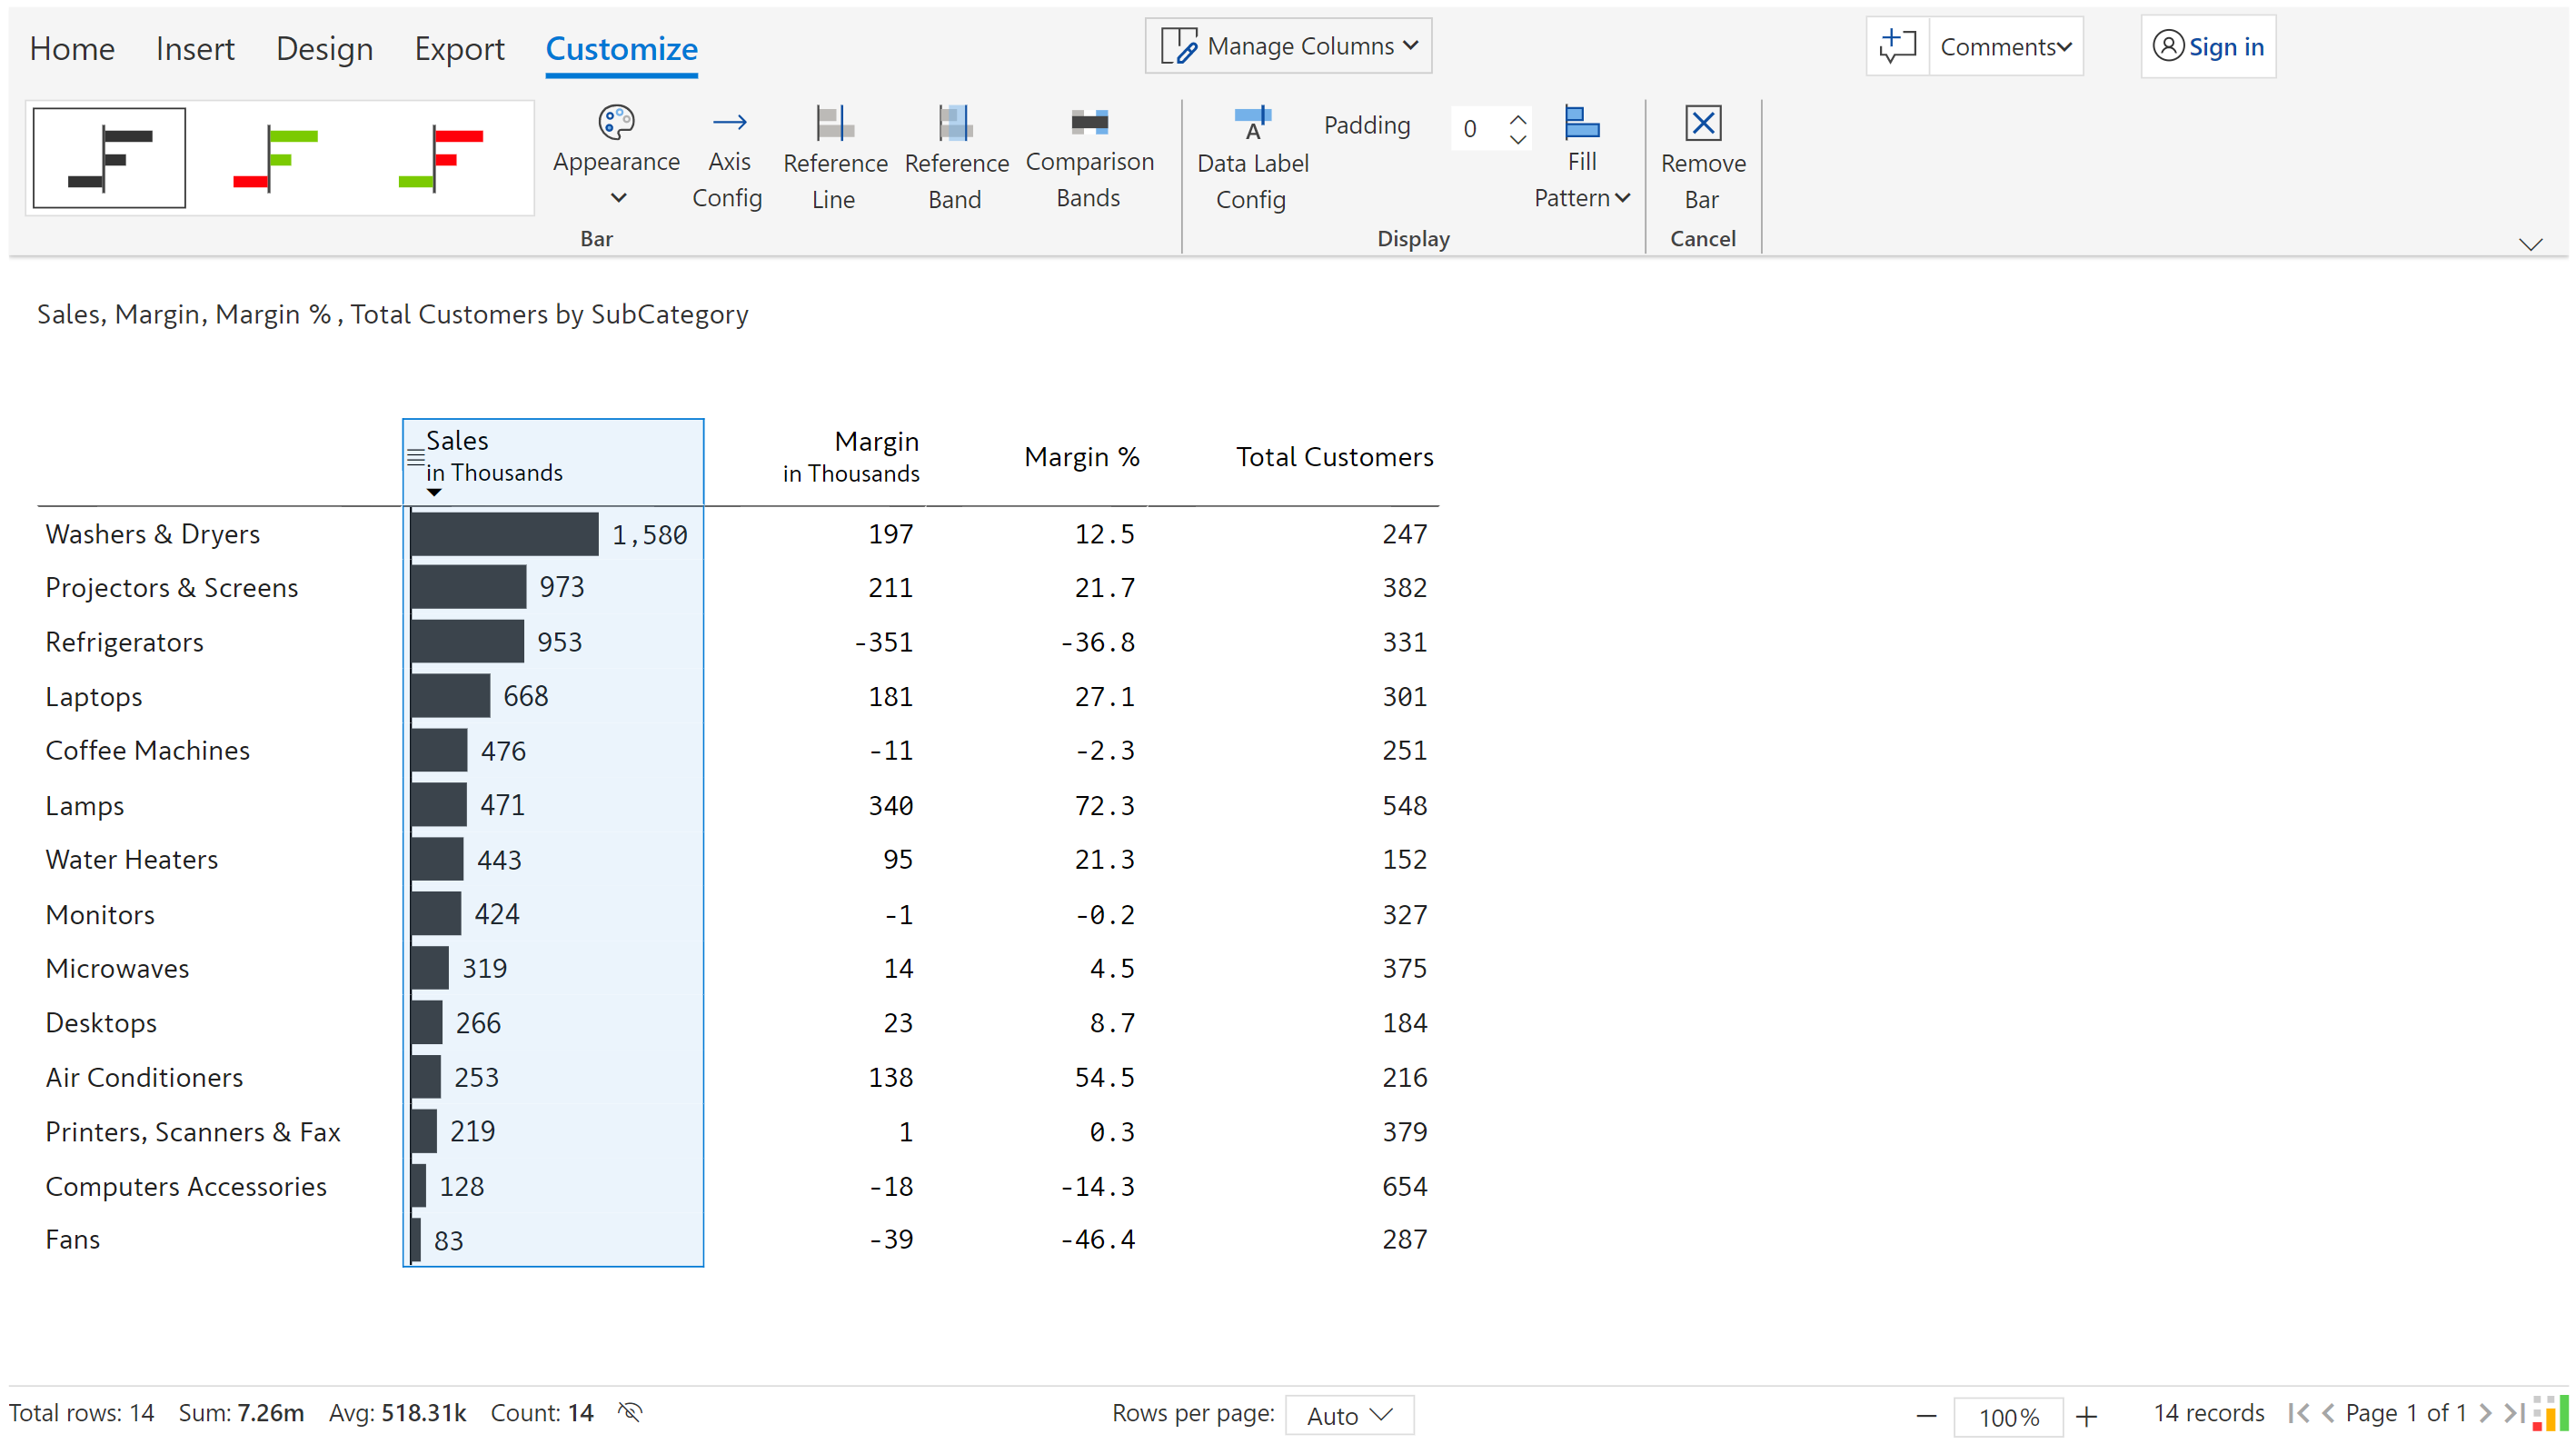 Home Insert Design Export Customize Manage Columns Comments Sign in
Appearance Axis Config Reference Line Reference Band Comparison Bands Data Label Config Padding 0 Fill Pattern Remove Bar
Bar Display Cancel
Sales, Margin, Margin % , Total Customers by SubCategory
Sales in Thousands Margin in Thousands Margin % Total Customers
Washers & Dryers 1,580 197 12.5 247
Projectors & Screens 973 211 21.7 382
Refrigerators 953 -351 -36.8 331
Laptops 668 181 27.1 301
Coffee Machines 476 -11 -2.3 251
Lamps 471 340 72.3 548
Water Heaters 443 95 21.3 152
Monitors 424 -1 -0.2 327
Microwaves 319 14 4.5 375
Desktops 266 23 8.7 184
Air Conditioners 253 138 54.5 216
Printers, Scanners & Fax 219 1 0.3 379
Computers Accessories 128 -18 -14.3 654
Fans 83 -39 -46.4 287
Total rows: 14 Sum: 7.26m Avg: 518.31k Count: 14 Rows per page: Auto 100% 14 records Page 1 of 1